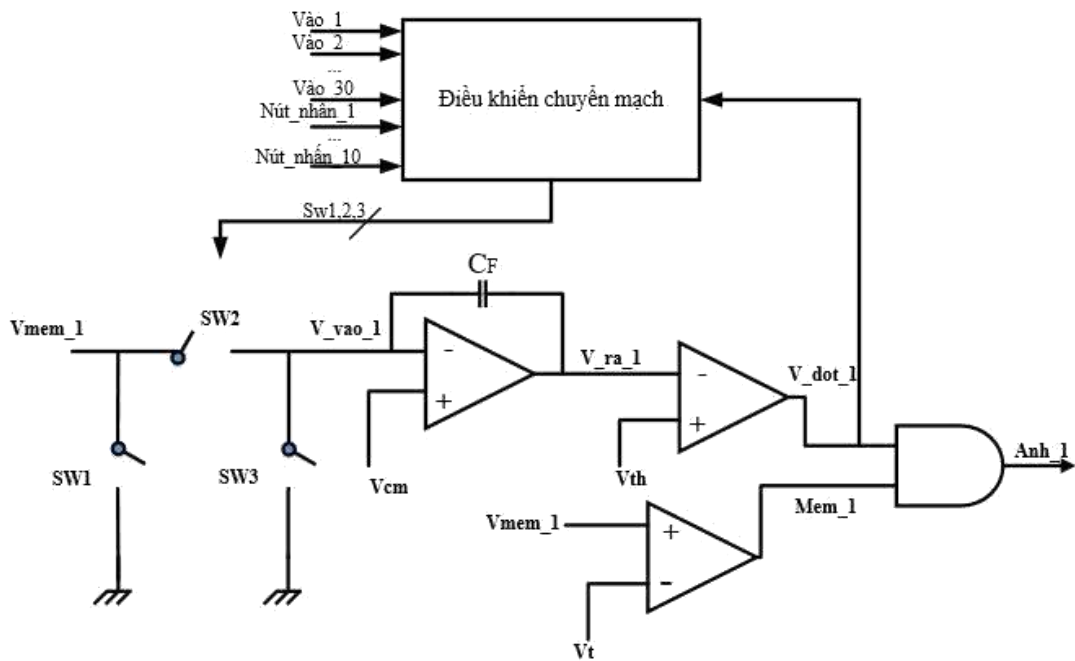 Vào_1
Vào_2
...
Vào_30
Nút_nhấn_1
...
Nút_nhấn_10
Điều khiển chuyển mạch
Sw1,2,3
CF
Vmem_1
SW2
V_vao_1
-
+
V_ra_1
-
+
V_dot_1
SW1
SW3
Vcm
Vth
Anh_1
Mem_1
Vmem_1
+
-
Vt